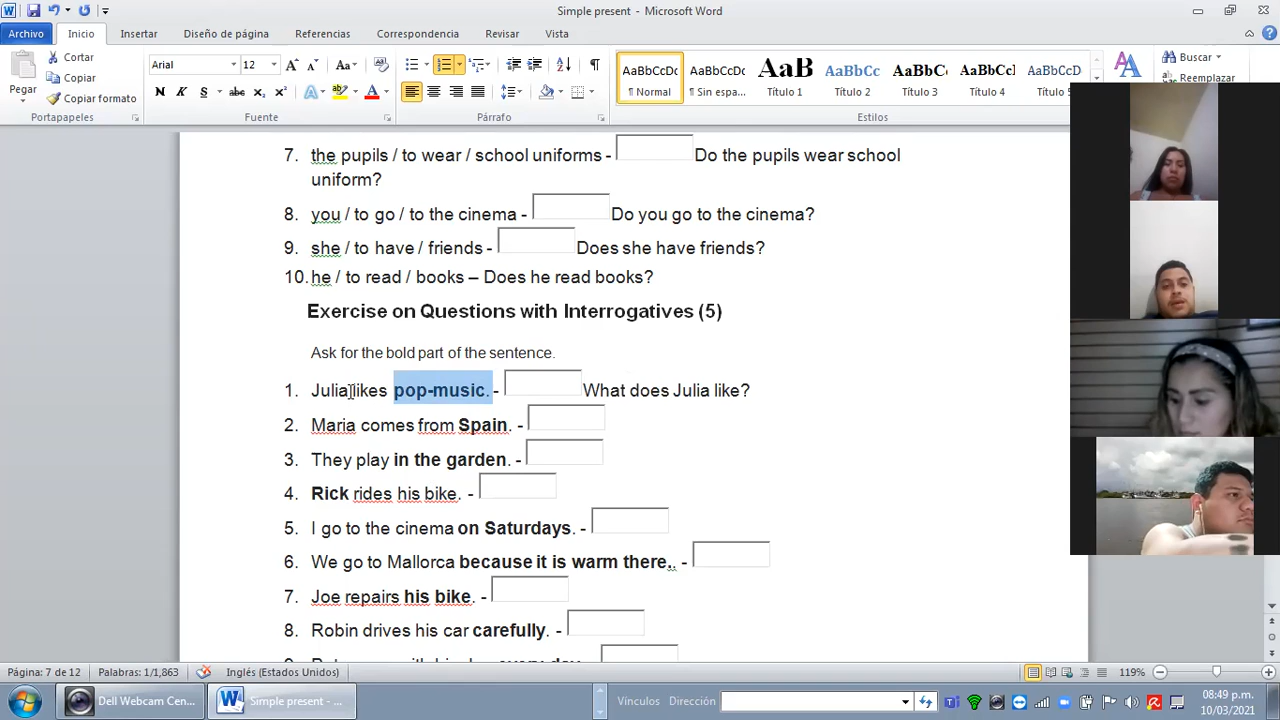 Simple present - Microsoft Word
Archivo Inicio Insertar Diseño de página Referencias Correspondencia Revisar Vista
Cortar Arial 12 Aa Buscar
Copiar AaBbCcDc AaBbCcDc AaB AaBbCc AaBbCc AaBbCc AaBbCcD Reemplazar
Pegar Copiar formato N K S abc x₂ x² A ab A ¶ Normal ¶ Sin espa... Título 1 Título 2 Título 3 Título 4 Título 5
Portapapeles Fuente Párrafo Estilos
7. the pupils / to wear / school uniforms - Do the pupils wear school
uniform?
8. you / to go / to the cinema - Do you go to the cinema?
9. she / to have / friends - Does she have friends?
10. he / to read / books – Does he read books?
Exercise on Questions with Interrogatives (5)
Ask for the bold part of the sentence.
1. Julia likes pop-music. - What does Julia like?
2. Maria comes from Spain. -
3. They play in the garden. -
4. Rick rides his bike. -
5. I go to the cinema on Saturdays. -
6. We go to Mallorca because it is warm there.. -
7. Joe repairs his bike. -
8. Robin drives his car carefully. -
Página: 7 de 12 Palabras: 1/1,863 Inglés (Estados Unidos) 119%
Dell Webcam Cen... Simple present - ... Vínculos Dirección 08:49 p.m.
10/03/2021